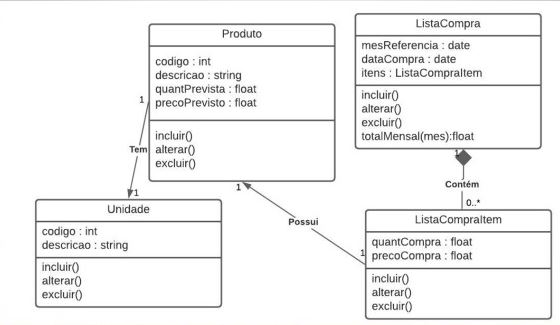 Produto
codigo : int
descricao : string
quantPrevista : float
precoPrevisto : float
incluir()
alterar()
excluir()
ListaCompra
mesReferencia : date
dataCompra : date
itens : ListaCompraItem
incluir()
alterar()
excluir()
totalMensal(mes):float
1
Tem
1
1
Possui
1
1
Contém
0..*
Unidade
codigo : int
descricao : string
incluir()
alterar()
excluir()
ListaCompraItem
quantCompra : float
precoCompra : float
incluir()
alterar()
excluir()